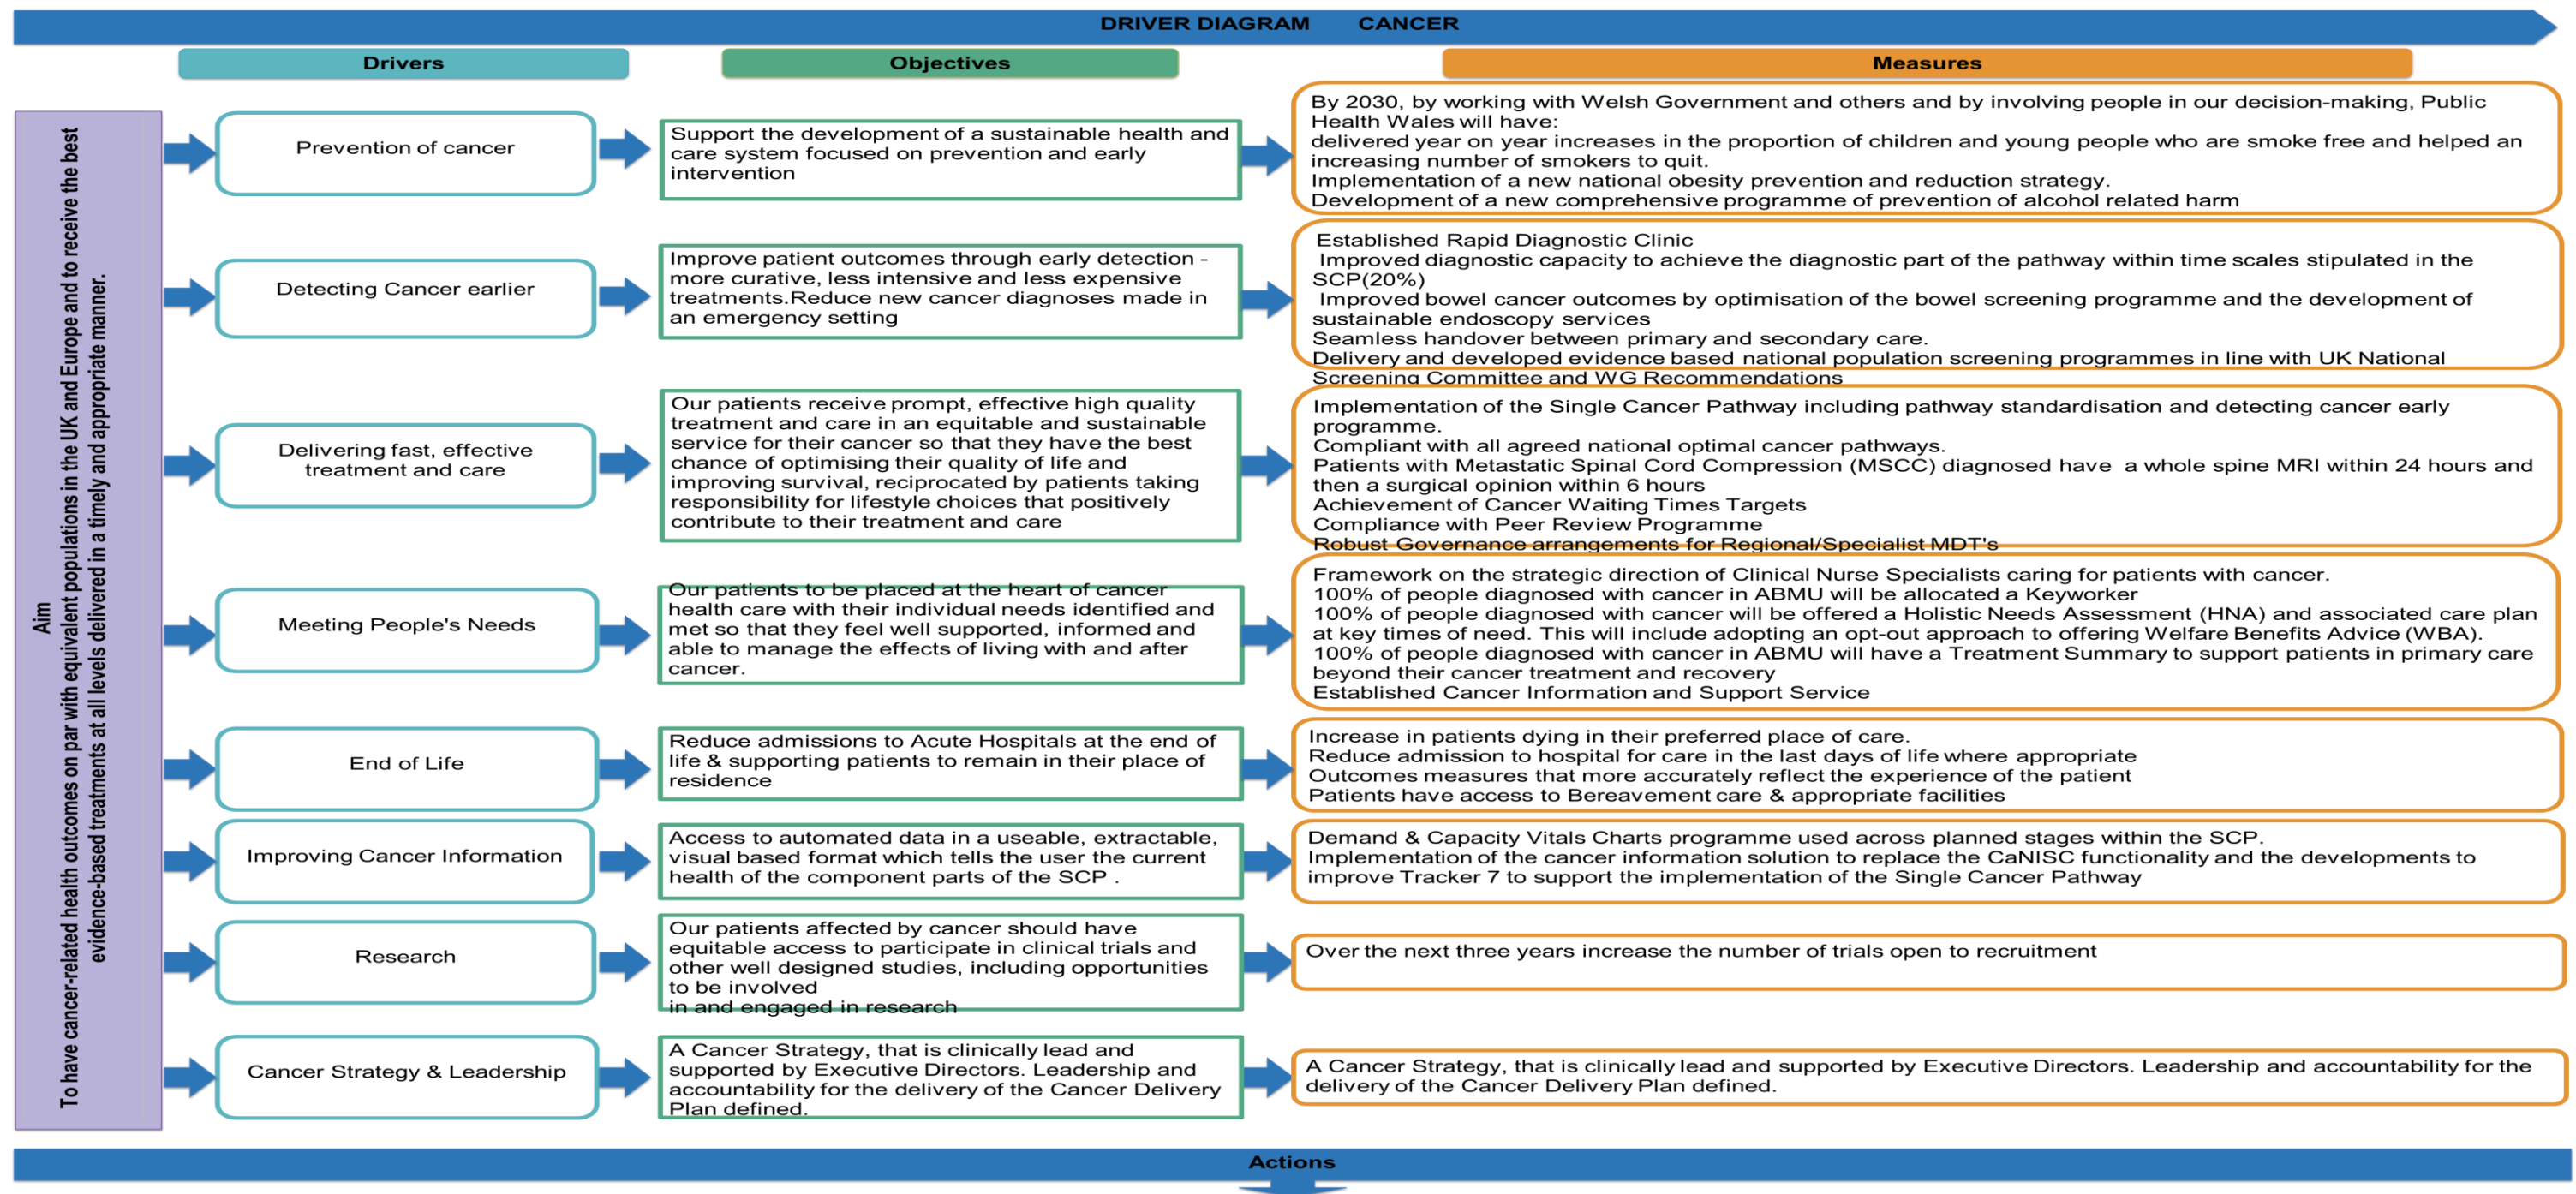 DRIVER DIAGRAM CANCER
Drivers
Objectives
Measures
Aim
To have cancer-related health outcomes on par with equivalent populations in the UK and Europe and to receive the best
evidence-based treatments at all levels delivered in a timely and appropriate manner.
Prevention of cancer
Support the development of a sustainable health and
care system focused on prevention and early
intervention
By 2030, by working with Welsh Government and others and by involving people in our decision-making, Public
Health Wales will have:
delivered year on year increases in the proportion of children and young people who are smoke free and helped an
increasing number of smokers to quit.
Implementation of a new national obesity prevention and reduction strategy.
Development of a new comprehensive programme of prevention of alcohol related harm
Detecting Cancer earlier
Improve patient outcomes through early detection -
more curative, less intensive and less expensive
treatments.Reduce new cancer diagnoses made in
an emergency setting
Established Rapid Diagnostic Clinic
Improved diagnostic capacity to achieve the diagnostic part of the pathway within time scales stipulated in the
SCP(20%)
Improved bowel cancer outcomes by optimisation of the bowel screening programme and the development of
sustainable endoscopy services
Seamless handover between primary and secondary care.
Delivery and developed evidence based national population screening programmes in line with UK National
Screening Committee and WG Recommendations
Delivering fast, effective
treatment and care
Our patients receive prompt, effective high quality
treatment and care in an equitable and sustainable
service for their cancer so that they have the best
chance of optimising their quality of life and
improving survival, reciprocated by patients taking
responsibility for lifestyle choices that positively
contribute to their treatment and care
Implementation of the Single Cancer Pathway including pathway standardisation and detecting cancer early
programme.
Compliant with all agreed national optimal cancer pathways.
Patients with Metastatic Spinal Cord Compression (MSCC) diagnosed have a whole spine MRI within 24 hours and
then a surgical opinion within 6 hours
Achievement of Cancer Waiting Times Targets
Compliance with Peer Review Programme
Robust Governance arrangements for Regional/Specialist MDT's
Meeting People's Needs
Our patients to be placed at the heart of cancer
health care with their individual needs identified and
met so that they feel well supported, informed and
able to manage the effects of living with and after
cancer.
Framework on the strategic direction of Clinical Nurse Specialists caring for patients with cancer.
100% of people diagnosed with cancer in ABMU will be allocated a Keyworker
100% of people diagnosed with cancer will be offered a Holistic Needs Assessment (HNA) and associated care plan
at key times of need. This will include adopting an opt-out approach to offering Welfare Benefits Advice (WBA).
100% of people diagnosed with cancer in ABMU will have a Treatment Summary to support patients in primary care
beyond their cancer treatment and recovery
Established Cancer Information and Support Service
End of Life
Reduce admissions to Acute Hospitals at the end of
life & supporting patients to remain in their place of
residence
Increase in patients dying in their preferred place of care.
Reduce admission to hospital for care in the last days of life where appropriate
Outcomes measures that more accurately reflect the experience of the patient
Patients have access to Bereavement care & appropriate facilities
Improving Cancer Information
Access to automated data in a useable, extractable,
visual based format which tells the user the current
health of the component parts of the SCP .
Demand & Capacity Vitals Charts programme used across planned stages within the SCP.
Implementation of the cancer information solution to replace the CaNISC functionality and the developments to
improve Tracker 7 to support the implementation of the Single Cancer Pathway
Research
Our patients affected by cancer should have
equitable access to participate in clinical trials and
other well designed studies, including opportunities
to be involved
in and engaged in research
Over the next three years increase the number of trials open to recruitment
Cancer Strategy & Leadership
A Cancer Strategy, that is clinically lead and
supported by Executive Directors. Leadership and
accountability for the delivery of the Cancer Delivery
Plan defined.
A Cancer Strategy, that is clinically lead and supported by Executive Directors. Leadership and accountability for the
delivery of the Cancer Delivery Plan defined.
Actions